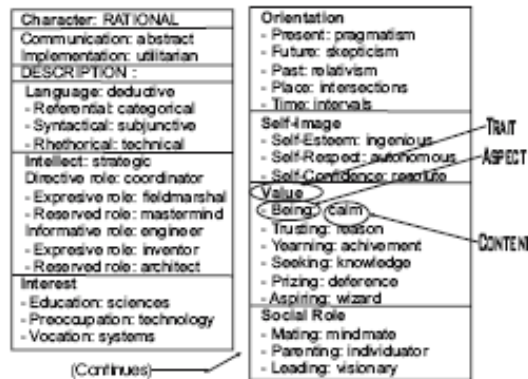 Character: RATIONAL
Communication: abstract
Implementation: utilitarian
DESCRIPTION :
Language: deductive
- Referential: categorical
- Syntactical: subjunctive
- Rhethorical: technical
Intellect: strategic
Directive role: coordinator
- Expresive role: fieldmarshal
- Reserved role: mastermind
Informative role: engineer
- Expresive role: inventor
- Reserved role: architect
Interest
- Education: sciences
- Preoccupation: technology
- Vocation: systems
(Continues)
Orientation
- Present: pragmatism
- Future: skepticism
- Past: relativism
- Place: intersections
- Time: intervals
Self-Image
- Self-Esteem: ingenious
- Self-Respect: autonomous
- Self-Confidence: resolute
Value
- Being: calm
- Trusting: reason
- Yearning: achivement
- Seeking: knowledge
- Prizing: deference
- Aspiring: wizard
Social Role
- Mating: mindmate
- Parenting: individuator
- Leading: visionary
TRAIT
ASPECT
CONTENT